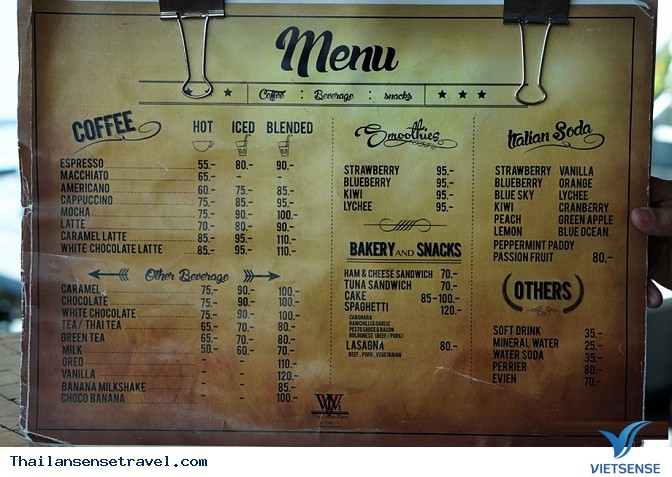 Menu
Coffee : Beverage : snacks
COFFEE HOT ICED BLENDED
ESPRESSO 55.- 80.- 90.-
MACCHIATO 65.- - -
AMERICANO 60.- 75.- 85.-
CAPPUCCINO 75.- 85.- 95.-
MOCHA 75.- 90.- 100.-
LATTE 70.- 80.- 90.-
CARAMEL LATTE 85.- 95.- 110.-
WHITE CHOCOLATE LATTE 85.- 95.- 110.-
Other Beverage
CARAMEL 75.- 90.- 100.-
CHOCOLATE 75.- 90.- 100.-
WHITE CHOCOLATE 75.- 90.- 100.-
TEA/ THAI TEA 65.- 70.- 80.-
GREEN TEA 65.- 70.- 80.-
MILK 50.- 60.- 70.-
OREO - - 110.-
VANILLA - - 120.-
BANANA MILKSHAKE - - 85.-
CHOCO BANANA - - 100.-
Smoothies
STRAWBERRY 95.-
BLUEBERRY 95.-
KIWI 95.-
LYCHEE 95.-
BAKERY AND SNACKS
HAM & CHEESE SANDWICH 70.-
TUNA SANDWICH 70.-
CAKE 85-100.-
SPAGHETTI 120.-
PESTO SAUCE & BACON
BOLOGNESE (BEEF / PORK)
LASAGNA 80.-
BEEF, PORK, VEGETARIAN
Italian Soda
STRAWBERRY VANILLA
BLUEBERRY ORANGE
BLUE SKY LYCHEE
KIWI CRANBERRY
PEACH GREEN APPLE
LEMON BLUE OCEAN
PEPPERMINT PADDY
PASSION FRUIT 80.-
OTHERS
SOFT DRINK 35.-
MINERAL WATER 25.-
WATER SODA 35.-
PERRIER 80.-
EVIEN 70.-
Thailansensetravel.com
VIETSENSE